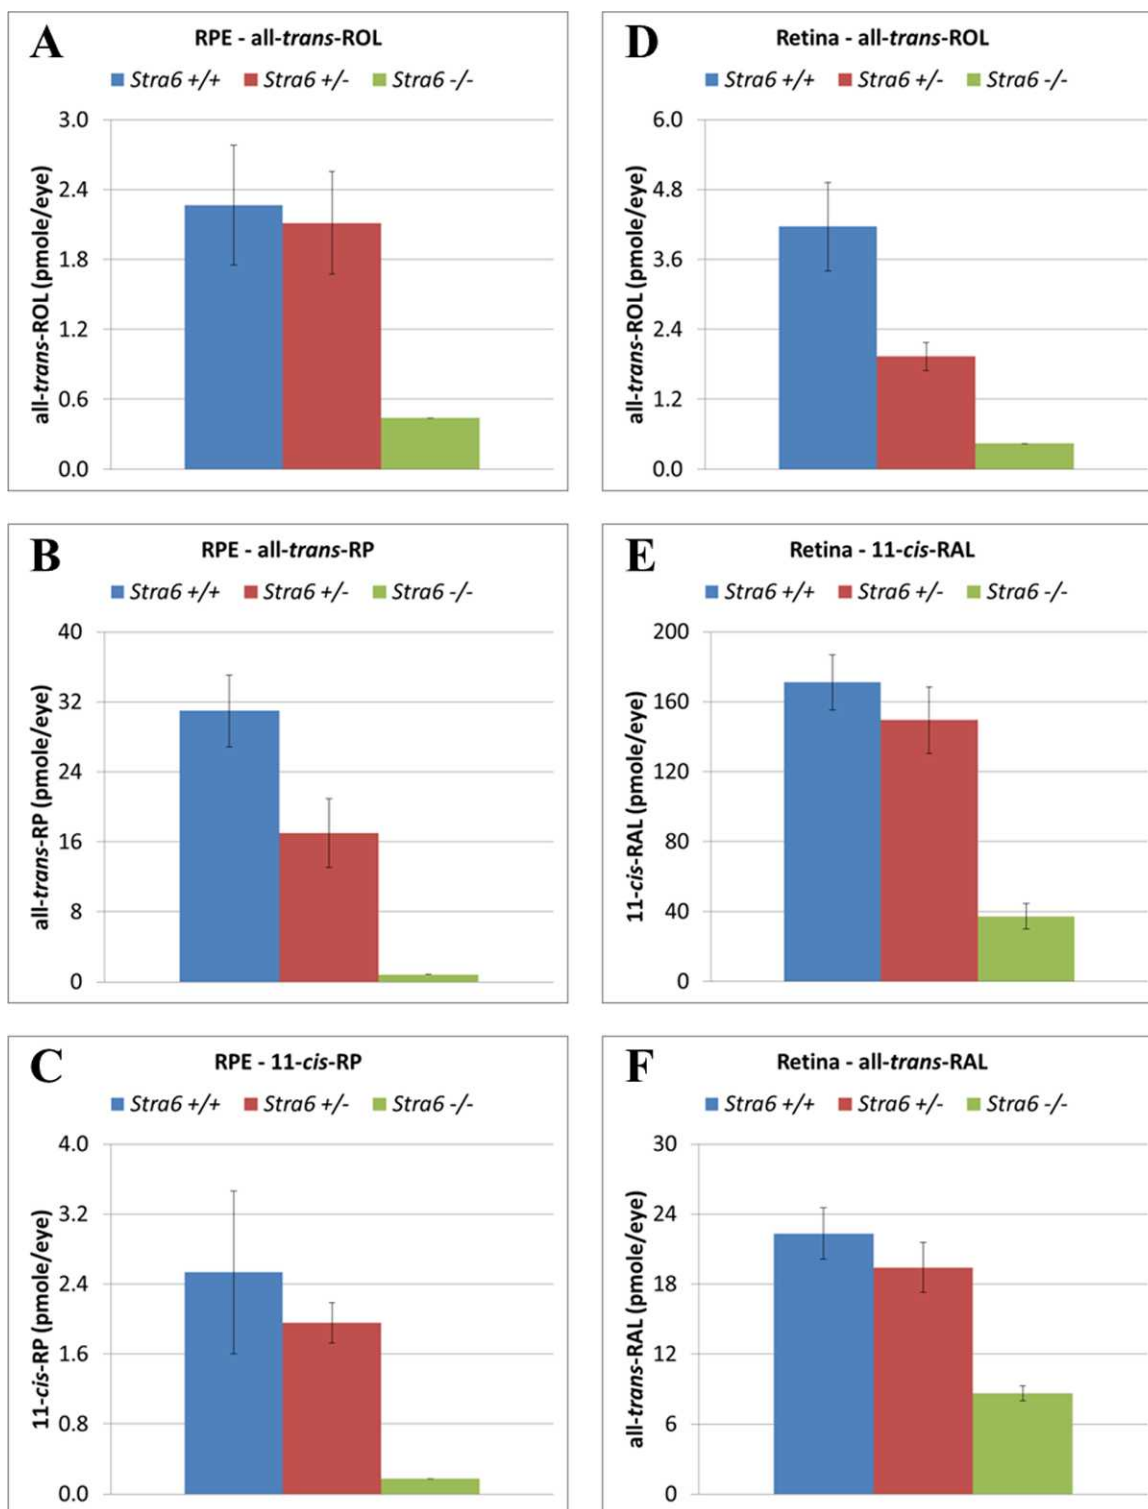 A
RPE - all-trans-ROL
Stra6 +/+ Stra6 +/- Stra6 -/-
all-trans-ROL (pmole/eye)
3.0
2.4
1.8
1.2
0.6
0.0
D
Retina - all-trans-ROL
Stra6 +/+ Stra6 +/- Stra6 -/-
all-trans-ROL (pmole/eye)
6.0
4.8
3.6
2.4
1.2
0.0
B
RPE - all-trans-RP
Stra6 +/+ Stra6 +/- Stra6 -/-
all-trans-RP (pmole/eye)
40
32
24
16
8
0
E
Retina - 11-cis-RAL
Stra6 +/+ Stra6 +/- Stra6 -/-
11-cis-RAL (pmole/eye)
200
160
120
80
40
0
C
RPE - 11-cis-RP
Stra6 +/+ Stra6 +/- Stra6 -/-
11-cis-RP (pmole/eye)
4.0
3.2
2.4
1.6
0.8
0.0
F
Retina - all-trans-RAL
Stra6 +/+ Stra6 +/- Stra6 -/-
all-trans-RAL (pmole/eye)
30
24
18
12
6
0